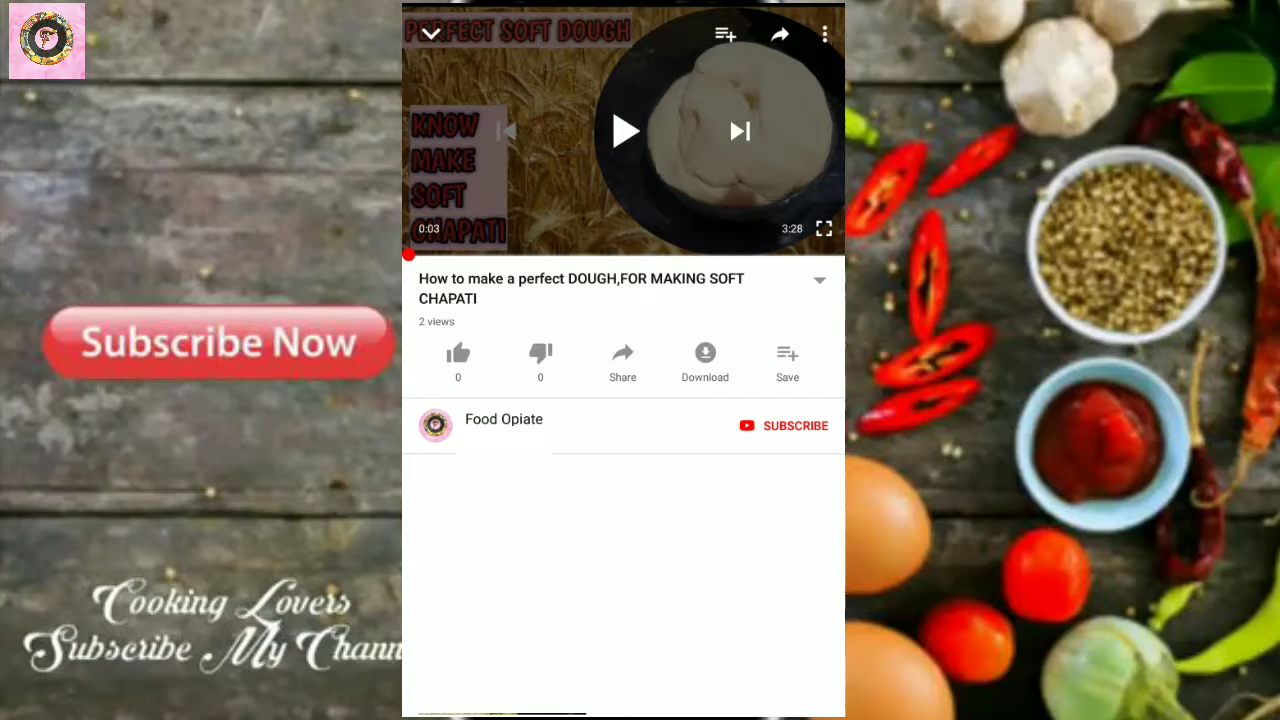 PERFECT SOFT DOUGH
KNOW
MAKE
SOFT
CHAPATI
0:03
3:28
How to make a perfect DOUGH,FOR MAKING SOFT
CHAPATI
2 views
0
0
Share
Download
Save
Food Opiate
SUBSCRIBE
Subscribe Now
Cooking Lovers
Subscribe My Chann